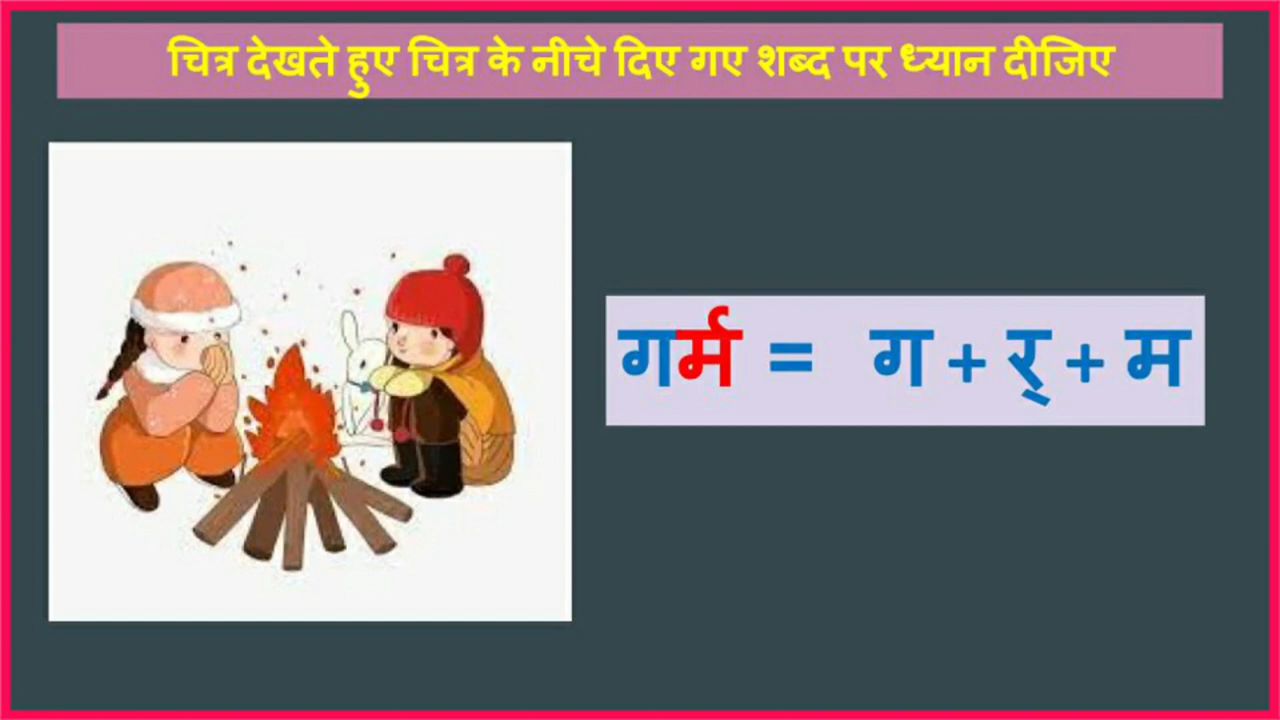 चित्र देखते हुए चित्र के नीचे दिए गए शब्द पर ध्यान दीजिए
गर्म = ग + र् + म